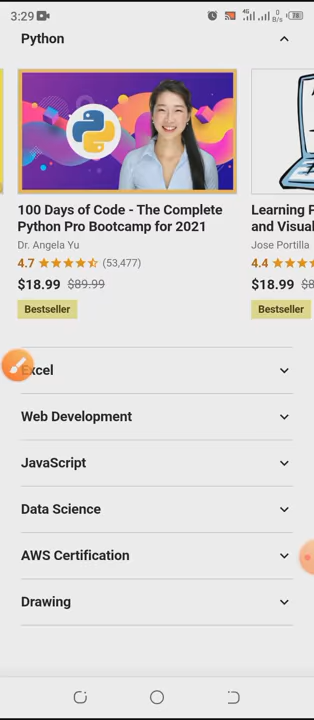 3:29
Python
100 Days of Code - The Complete
Python Pro Bootcamp for 2021
Dr. Angela Yu
4.7 (53,477)
$18.99 $89.99
Bestseller
Learning P
and Visual
Jose Portilla
4.4
$18.99 $8
Bestseller
Excel
Web Development
JavaScript
Data Science
AWS Certification
Drawing